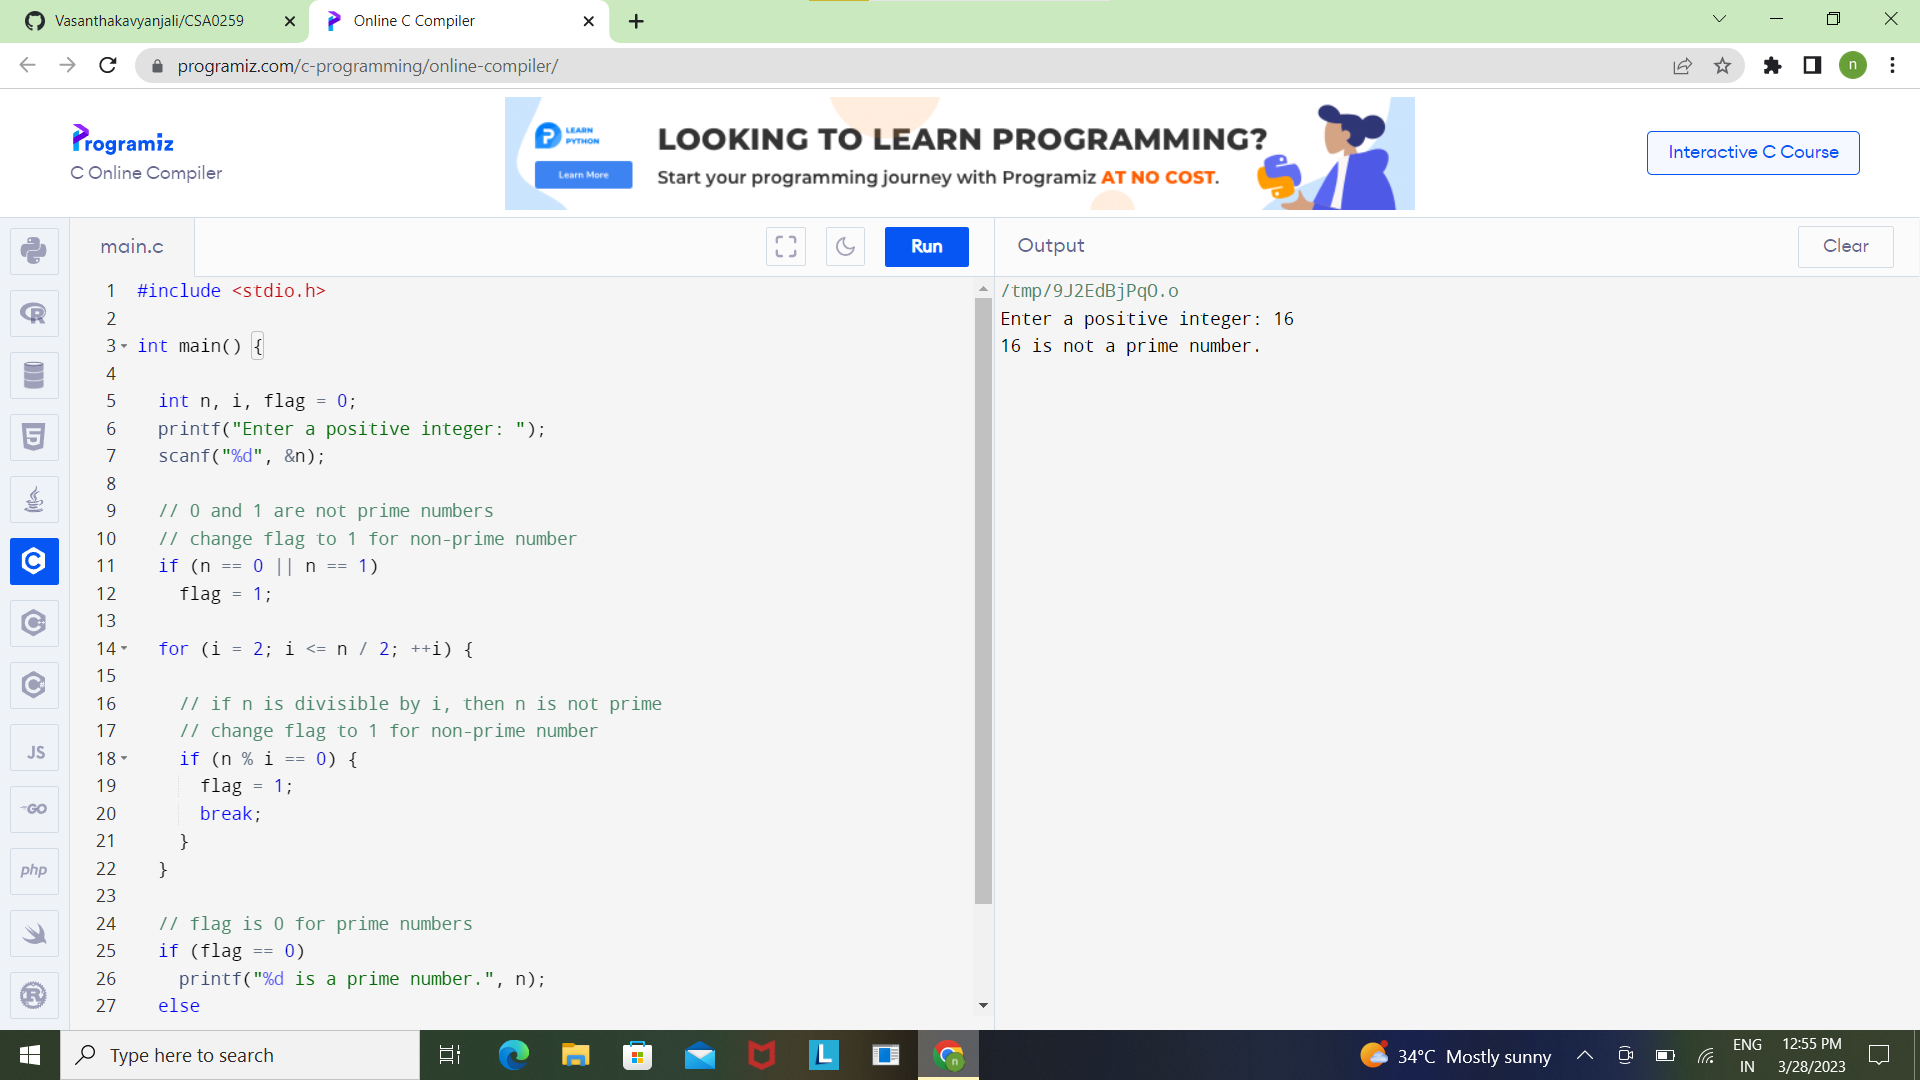 Vasanthakavyanjali/CSA0259
Online C Compiler
programiz.com/c-programming/online-compiler/
n
Programiz
C Online Compiler
LEARN
PYTHON
Learn More
LOOKING TO LEARN PROGRAMMING?
Start your programming journey with Programiz AT NO COST.
Interactive C Course
main.c
Run
Output
Clear
1 #include <stdio.h>
2
3 int main() {
4
5 int n, i, flag = 0;
6 printf("Enter a positive integer: ");
7 scanf("%d", &n);
8
9 // 0 and 1 are not prime numbers
10 // change flag to 1 for non-prime number
11 if (n == 0 || n == 1)
12 flag = 1;
13
14 for (i = 2; i <= n / 2; ++i) {
15
16 // if n is divisible by i, then n is not prime
17 // change flag to 1 for non-prime number
18 if (n % i == 0) {
19 flag = 1;
20 break;
21 }
22 }
23
24 // flag is 0 for prime numbers
25 if (flag == 0)
26 printf("%d is a prime number.", n);
27 else
/tmp/9J2EdBjPqO.o
Enter a positive integer: 16
16 is not a prime number.
JS
GO
php
Type here to search
L
n
34°C Mostly sunny
ENG
IN
12:55 PM
3/28/2023